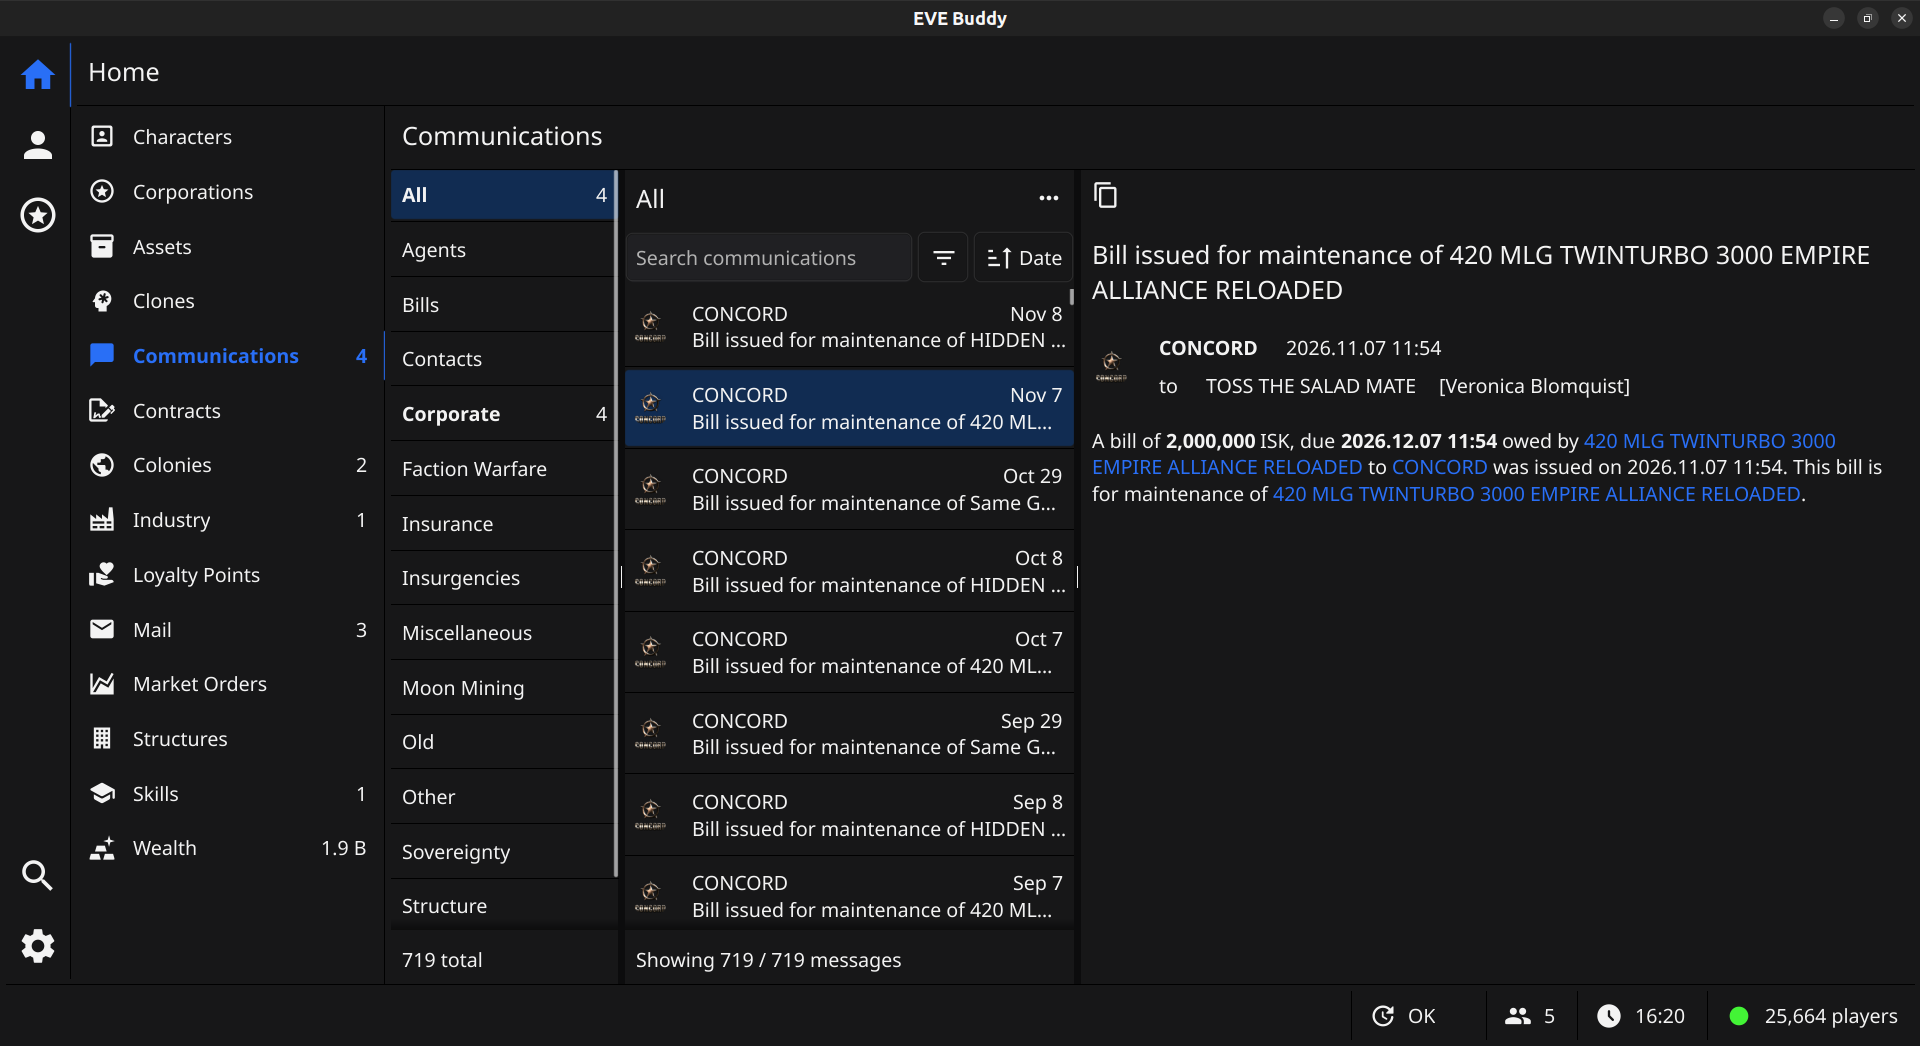 EVE Buddy
Home
Characters
Corporations
Assets
Clones
Communications 4
Contracts
Colonies 2
Industry 1
Loyalty Points
Mail 3
Market Orders
Structures
Skills 1
Wealth 1.9 B
Communications
All 4
Agents
Bills
Contacts
Corporate 4
Faction Warfare
Insurance
Insurgencies
Miscellaneous
Moon Mining
Old
Other
Sovereignty
Structure
719 total
All
Search communications
Date
CONCORD Nov 8
Bill issued for maintenance of HIDDEN ...
CONCORD Nov 7
Bill issued for maintenance of 420 ML...
CONCORD Oct 29
Bill issued for maintenance of Same G...
CONCORD Oct 8
Bill issued for maintenance of HIDDEN ...
CONCORD Oct 7
Bill issued for maintenance of 420 ML...
CONCORD Sep 29
Bill issued for maintenance of Same G...
CONCORD Sep 8
Bill issued for maintenance of HIDDEN ...
CONCORD Sep 7
Bill issued for maintenance of 420 ML...
Showing 719 / 719 messages
Bill issued for maintenance of 420 MLG TWINTURBO 3000 EMPIRE
ALLIANCE RELOADED
CONCORD
CONCORD 2026.11.07 11:54
to TOSS THE SALAD MATE [Veronica Blomquist]
A bill of 2,000,000 ISK, due 2026.12.07 11:54 owed by 420 MLG TWINTURBO 3000
EMPIRE ALLIANCE RELOADED to CONCORD was issued on 2026.11.07 11:54. This bill is
for maintenance of 420 MLG TWINTURBO 3000 EMPIRE ALLIANCE RELOADED.
OK
5
16:20
25,664 players